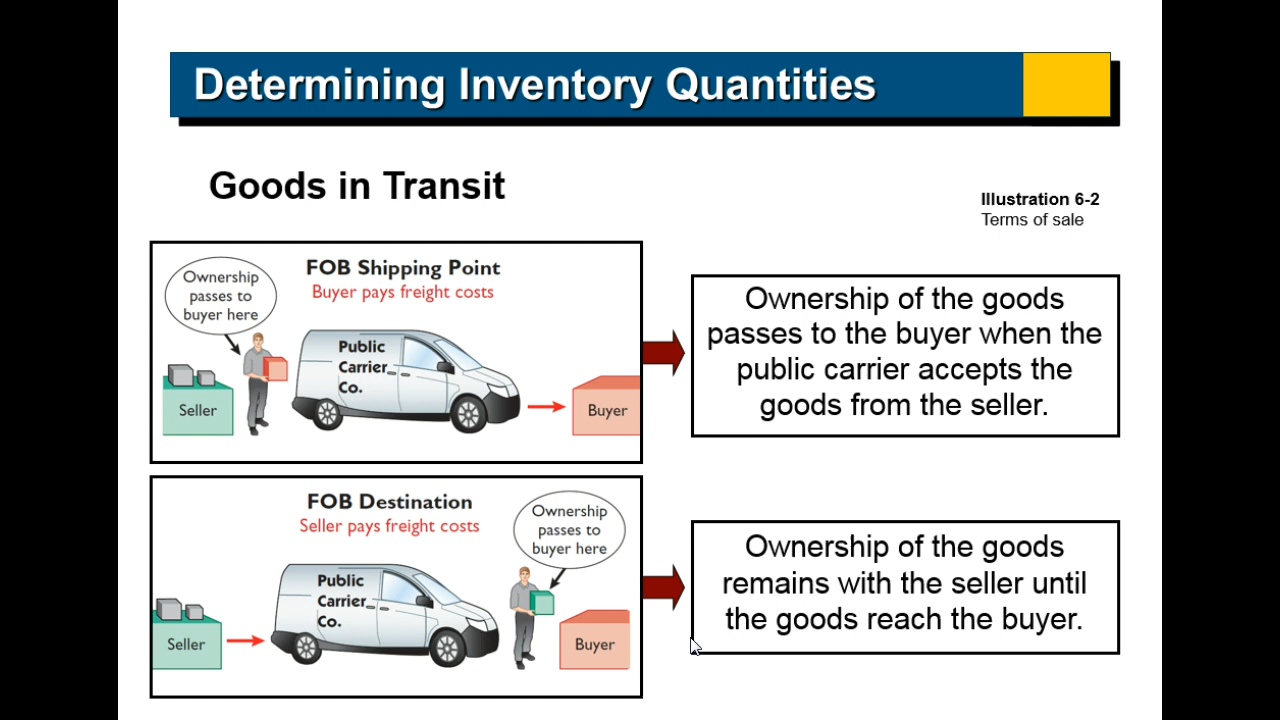 Determining Inventory Quantities
Goods in Transit
Illustration 6-2
Terms of sale
FOB Shipping Point
Buyer pays freight costs
Ownership
passes to
buyer here
Public
Carrier
Co.
Seller
Buyer
Ownership of the goods
passes to the buyer when the
public carrier accepts the
goods from the seller.
FOB Destination
Seller pays freight costs
Ownership
passes to
buyer here
Public
Carrier
Co.
Seller
Buyer
Ownership of the goods
remains with the seller until
the goods reach the buyer.